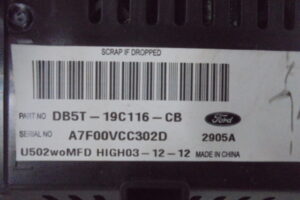 SCRAP IF DROPPED
PART NO DB5T-19C116-CB Ford
SERIAL NO A7F00VCC302D 2905A
U502woMFD HIGH03-12-12 MADE IN CHINA